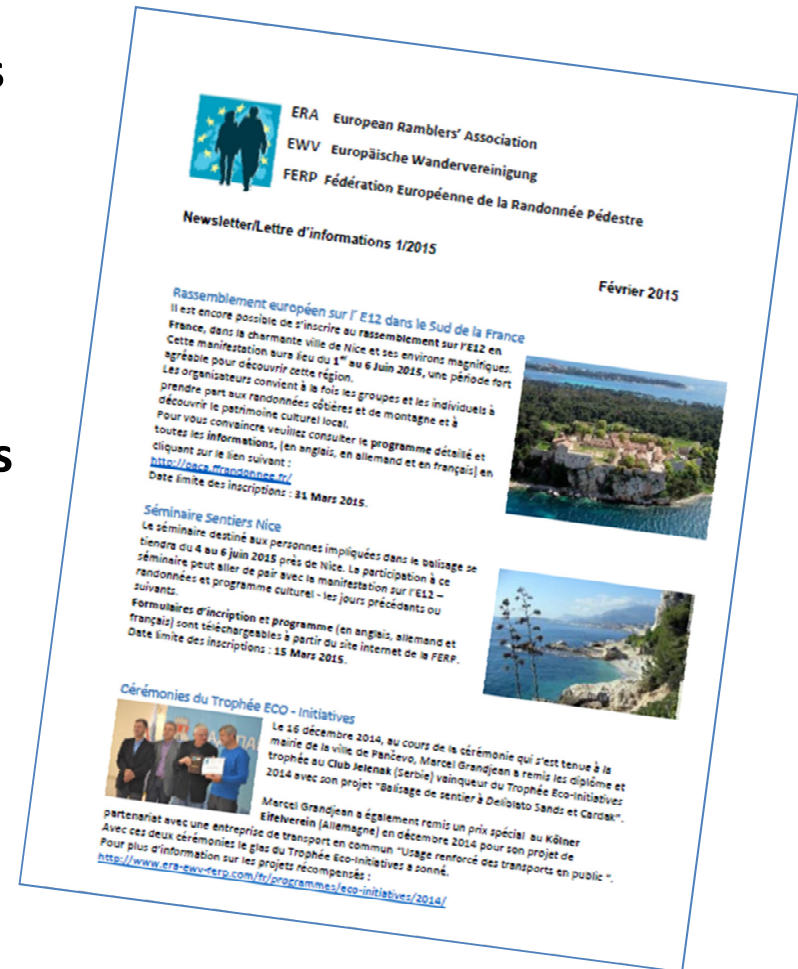 s
ERA European Ramblers' Association
EWV Europäische Wandervereinigung
FERP Fédération Européenne de la Randonnée Pédestre
Newsletter/Lettre d'informations 1/2015
Février 2015
Rassemblement européen sur l' E12 dans le Sud de la France
Il est encore possible de s'inscrire au rassemblement sur l'E12 en
France, dans la charmante ville de Nice et ses environs magnifiques.
Cette manifestation aura lieu du 1er au 6 Juin 2015, une période fort
agréable pour découvrir cette région.
Les organisateurs convient à la fois les groupes et les individuels à
prendre part aux randonnées côtières et de montagne et à
découvrir le patrimoine culturel local.
Pour vous convaincre veuillez consulter le programme détaillé et
toutes les informations, (en anglais, en allemand et en français) en
cliquant sur le lien suivant :
http://paca.ffrandonnee.fr/
Date limite des inscriptions : 31 Mars 2015.
s
Séminaire Sentiers Nice
Le séminaire destiné aux personnes impliquées dans le balisage se
tiendra du 4 au 6 juin 2015 près de Nice. La participation à ce
séminaire peut aller de pair avec la manifestation sur l'E12 –
randonnées et programme culturel - les jours précédants ou
suivants.
Formulaires d'incription et programme (en anglais, allemand et
français) sont téléchargeables à partir du site internet de la FERP.
Date limite des inscriptions : 15 Mars 2015.
Cérémonies du Trophée ECO - Initiatives
Le 16 décembre 2014, au cours de la cérémonie qui s'est tenue à la
mairie de la ville de Pančevo, Marcel Grandjean a remis les diplôme et
trophée au Club Jelenak (Serbie) vainqueur du Trophée Eco-Initiatives
2014 avec son projet "Balisage de sentier à Deliblato Sands et Cardak".
Marcel Grandjean a également remis un prix spécial au Kölner
Eifelverein (Allemagne) en décembre 2014 pour son projet de
partenariat avec une entreprise de transport en commun "Usage renforcé des transports en public ".
Avec ces deux cérémonies le glas du Trophée Eco-Initiatives a sonné.
Pour plus d'information sur les projets récompensés :
http://www.era-ewv-ferp.com/fr/programmes/eco-initiatives/2014/